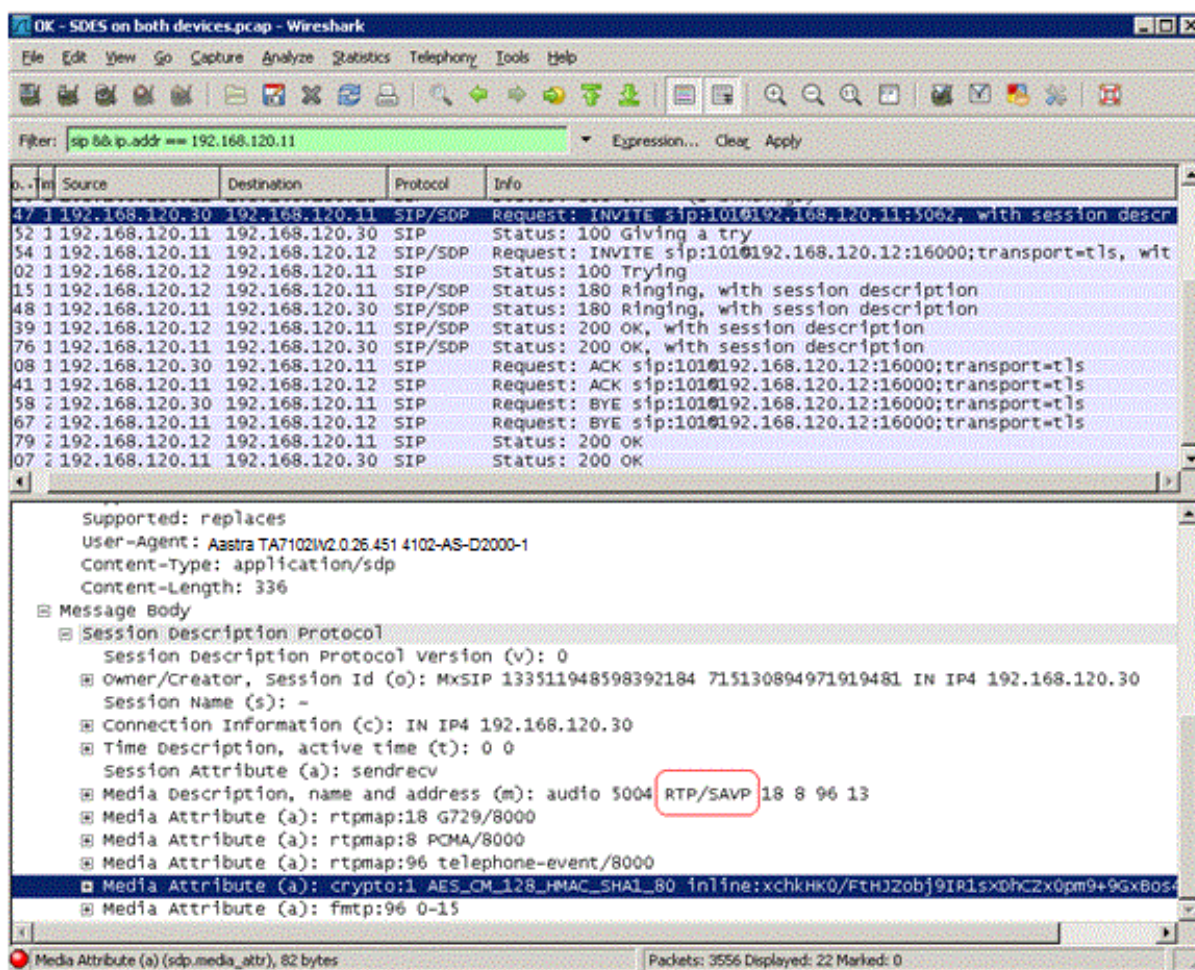 OK - SDES on both devices.pcap - Wireshark
File Edit View Go Capture Analyze Statistics Telephony Tools Help
Filter: sip && ip.addr == 192.168.120.11 Expression... Clear Apply
o. - Tim Source Destination Protocol Info
47 1 192.168.120.30 192.168.120.11 SIP/SDP Request: INVITE sip:101@192.168.120.11:5062, with session descr
52 1 192.168.120.11 192.168.120.30 SIP Status: 100 Giving a try
54 1 192.168.120.11 192.168.120.12 SIP/SDP Request: INVITE sip:101@192.168.120.12:16000;transport=tls, wit
02 1 192.168.120.12 192.168.120.11 SIP Status: 100 Trying
15 1 192.168.120.12 192.168.120.11 SIP/SDP Status: 180 Ringing, with session description
48 1 192.168.120.11 192.168.120.30 SIP/SDP Status: 180 Ringing, with session description
39 1 192.168.120.12 192.168.120.11 SIP/SDP Status: 200 OK, with session description
76 1 192.168.120.11 192.168.120.30 SIP/SDP Status: 200 OK, with session description
08 1 192.168.120.30 192.168.120.11 SIP Request: ACK sip:101@192.168.120.12:16000;transport=tls
41 1 192.168.120.11 192.168.120.12 SIP Request: ACK sip:101@192.168.120.12:16000;transport=tls
58 2 192.168.120.30 192.168.120.11 SIP Request: BYE sip:101@192.168.120.12:16000;transport=tls
67 2 192.168.120.11 192.168.120.12 SIP Request: BYE sip:101@192.168.120.12:16000;transport=tls
79 2 192.168.120.12 192.168.120.11 SIP Status: 200 OK
07 2 192.168.120.11 192.168.120.30 SIP Status: 200 OK
Supported: replaces
User-Agent: Aastra TA7102i/v2.0.26.451 4102-AS-D2000-1
Content-Type: application/sdp
Content-Length: 336
Message Body
Session Description Protocol
Session Description Protocol Version (v): 0
Owner/Creator, Session Id (o): MxSIP 133511948598392184 715130894971919481 IN IP4 192.168.120.30
Session Name (s): -
Connection Information (c): IN IP4 192.168.120.30
Time Description, active time (t): 0 0
Session Attribute (a): sendrecv
Media Description, name and address (m): audio 5004 RTP/SAVP 18 8 96 13
Media Attribute (a): rtpmap:18 G729/8000
Media Attribute (a): rtpmap:8 PCMA/8000
Media Attribute (a): rtpmap:96 telephone-event/8000
Media Attribute (a): crypto:1 AES_CM_128_HMAC_SHA1_80 inline:xchkHKO/FtHJZobj9IR1sXDhCZx0pm9+9GxBos4
Media Attribute (a): fmtp:96 0-15
Media Attribute (a) (sdp.media_attr), 82 bytes Packets: 3556 Displayed: 22 Marked: 0